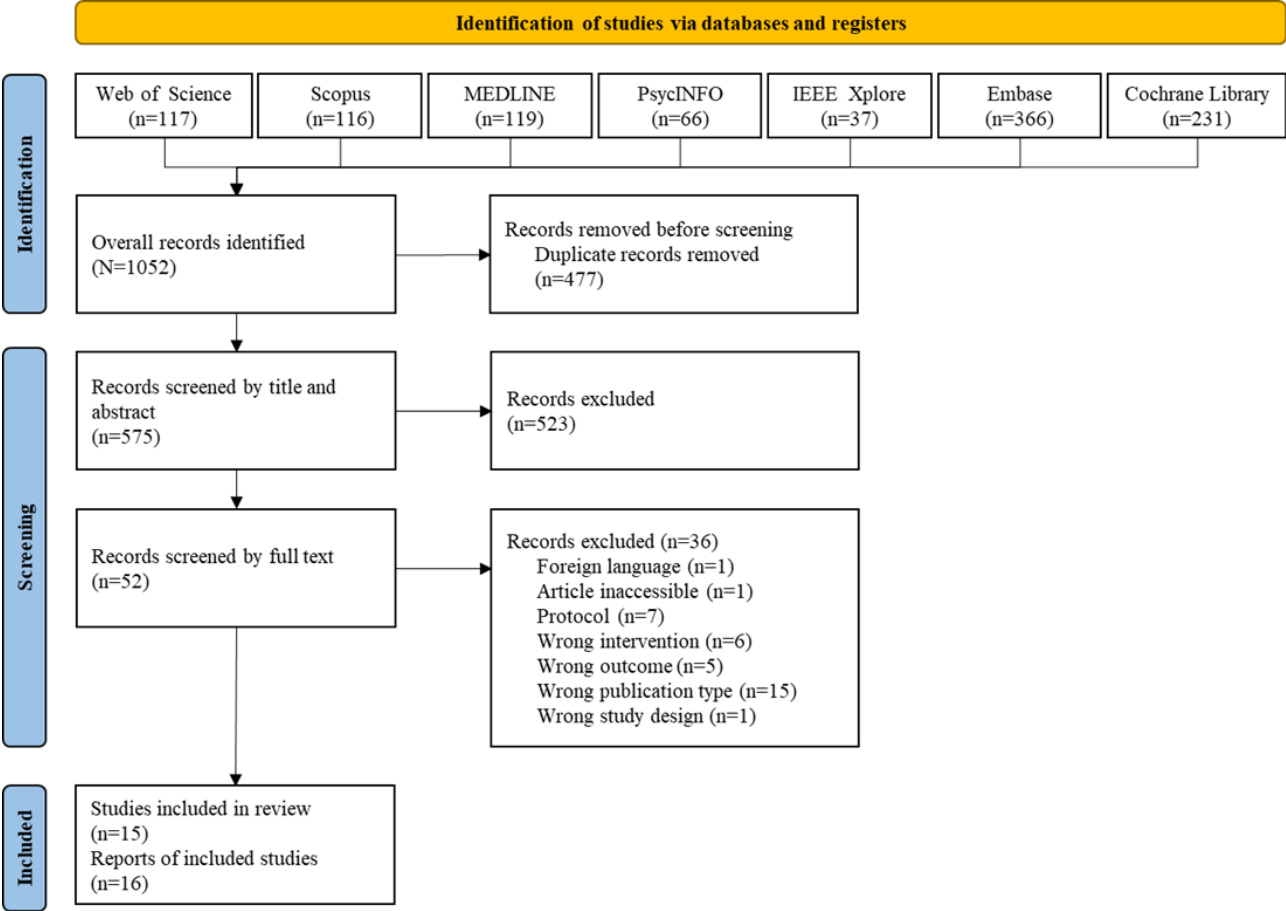 Identification of studies via databases and registers
Identification
Web of Science
(n=117)
Scopus
(n=116)
MEDLINE
(n=119)
PsycINFO
(n=66)
IEEE Xplore
(n=37)
Embase
(n=366)
Cochrane Library
(n=231)
Overall records identified
(N=1052)
Records removed before screening
Duplicate records removed
(n=477)
Screening
Records screened by title and
abstract
(n=575)
Records excluded
(n=523)
Records screened by full text
(n=52)
Records excluded (n=36)
Foreign language (n=1)
Article inaccessible (n=1)
Protocol (n=7)
Wrong intervention (n=6)
Wrong outcome (n=5)
Wrong publication type (n=15)
Wrong study design (n=1)
Included
Studies included in review
(n=15)
Reports of included studies
(n=16)